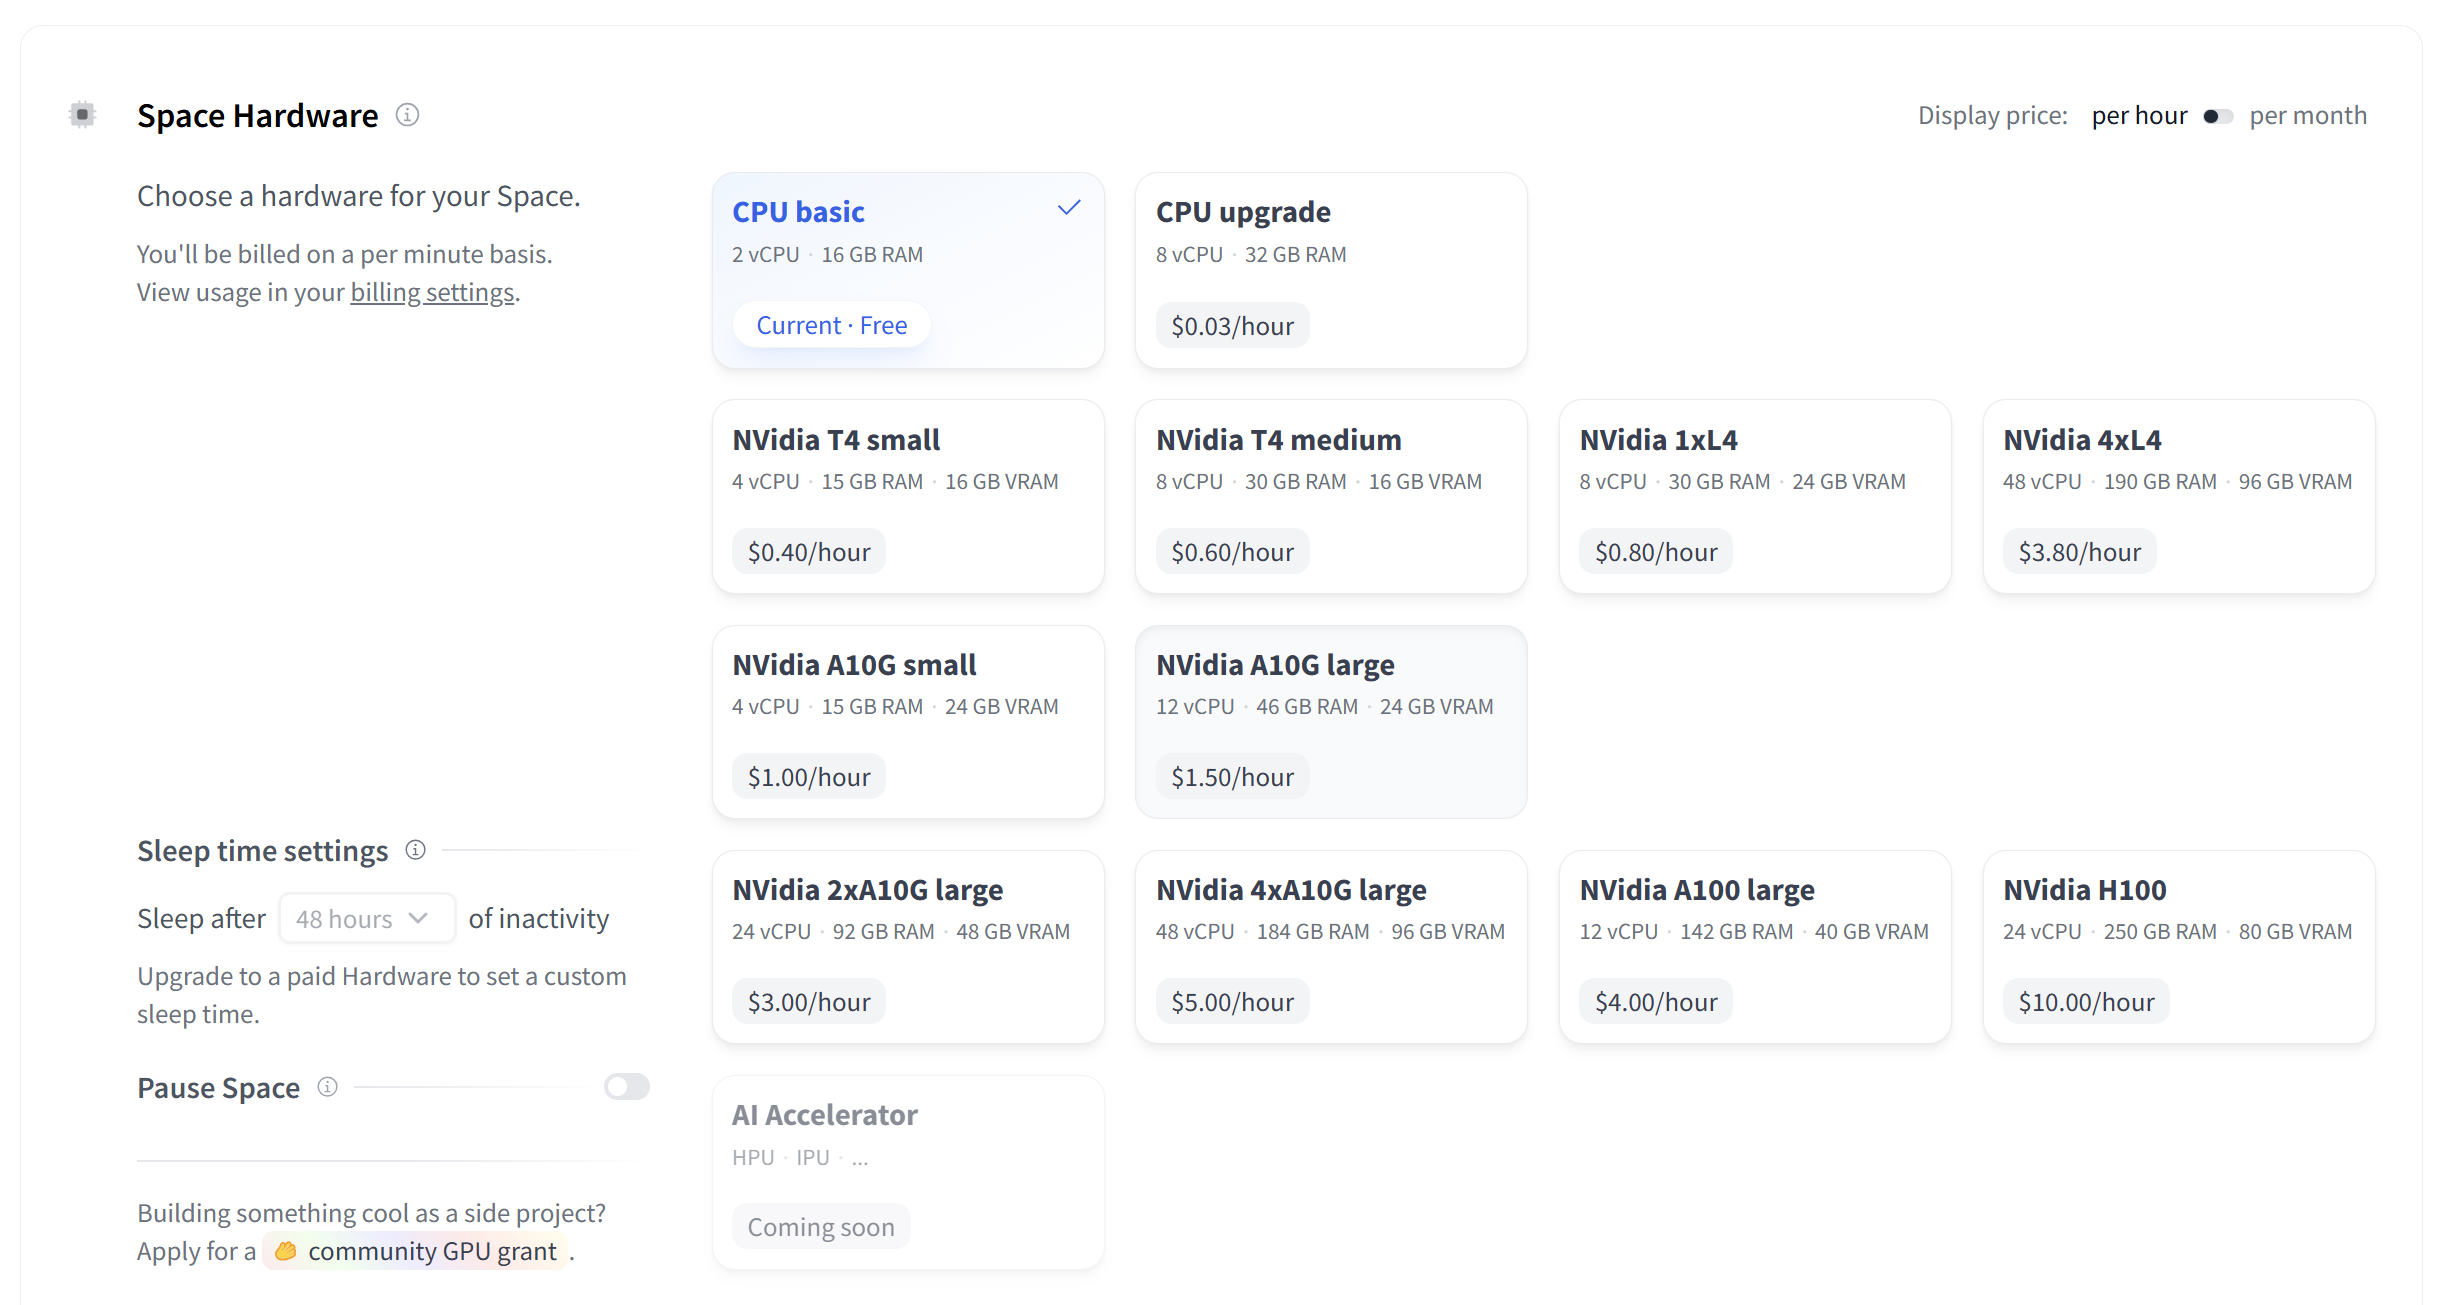 Space Hardware
Display price: per hour per month
Choose a hardware for your Space.
You'll be billed on a per minute basis.
View usage in your billing settings.
CPU basic
2 vCPU · 16 GB RAM
Current · Free
CPU upgrade
8 vCPU · 32 GB RAM
$0.03/hour
NVidia T4 small
4 vCPU · 15 GB RAM · 16 GB VRAM
$0.40/hour
NVidia T4 medium
8 vCPU · 30 GB RAM · 16 GB VRAM
$0.60/hour
NVidia 1xL4
8 vCPU · 30 GB RAM · 24 GB VRAM
$0.80/hour
NVidia 4xL4
48 vCPU · 190 GB RAM · 96 GB VRAM
$3.80/hour
NVidia A10G small
4 vCPU · 15 GB RAM · 24 GB VRAM
$1.00/hour
NVidia A10G large
12 vCPU · 46 GB RAM · 24 GB VRAM
$1.50/hour
NVidia 2xA10G large
24 vCPU · 92 GB RAM · 48 GB VRAM
$3.00/hour
NVidia 4xA10G large
48 vCPU · 184 GB RAM · 96 GB VRAM
$5.00/hour
NVidia A100 large
12 vCPU · 142 GB RAM · 40 GB VRAM
$4.00/hour
NVidia H100
24 vCPU · 250 GB RAM · 80 GB VRAM
$10.00/hour
AI Accelerator
HPU · IPU · ...
Coming soon
Sleep time settings
Sleep after 48 hours of inactivity
Upgrade to a paid Hardware to set a custom
sleep time.
Pause Space
Building something cool as a side project?
Apply for a community GPU grant.